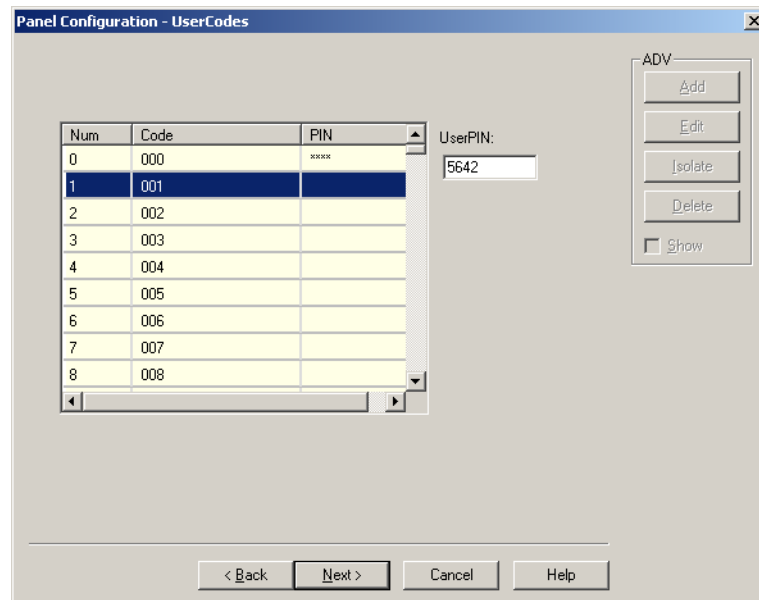 Panel Configuration - UserCodes
ADV
Add
Edit
Isolate
Delete
Show
Num Code PIN
0 000 ****
1 001
2 002
3 003
4 004
5 005
6 006
7 007
8 008
UserPIN:
5642
< Back Next > Cancel Help